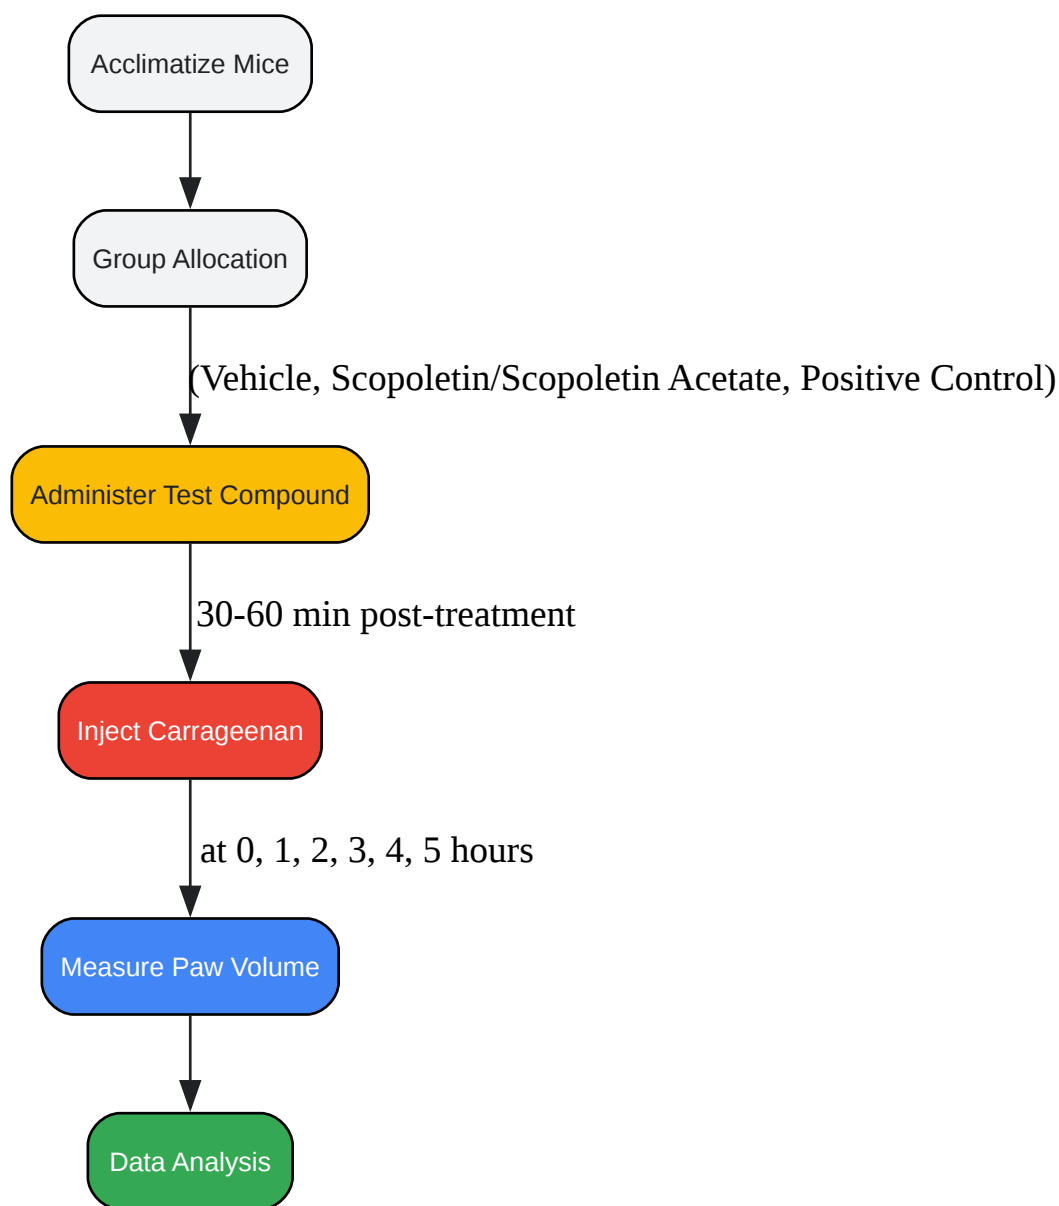 Acclimatize Mice
Group Allocation
(Vehicle, Scopoletin/Scopoletin Acetate, Positive Control)
Administer Test Compound
30-60 min post-treatment
Inject Carrageenan
at 0, 1, 2, 3, 4, 5 hours
Measure Paw Volume
Data Analysis